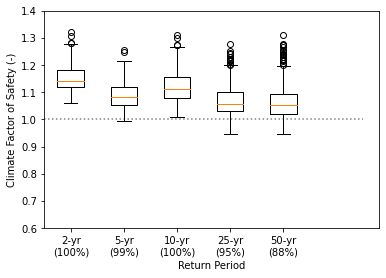 Climate Factor of Safety (-)
1.4
1.3
1.2
1.1
1.0
0.9
0.8
0.7
0.6
2-yr 5-yr 10-yr 25-yr 50-yr
(100%) (99%) (100%) (95%) (88%)
Return Period